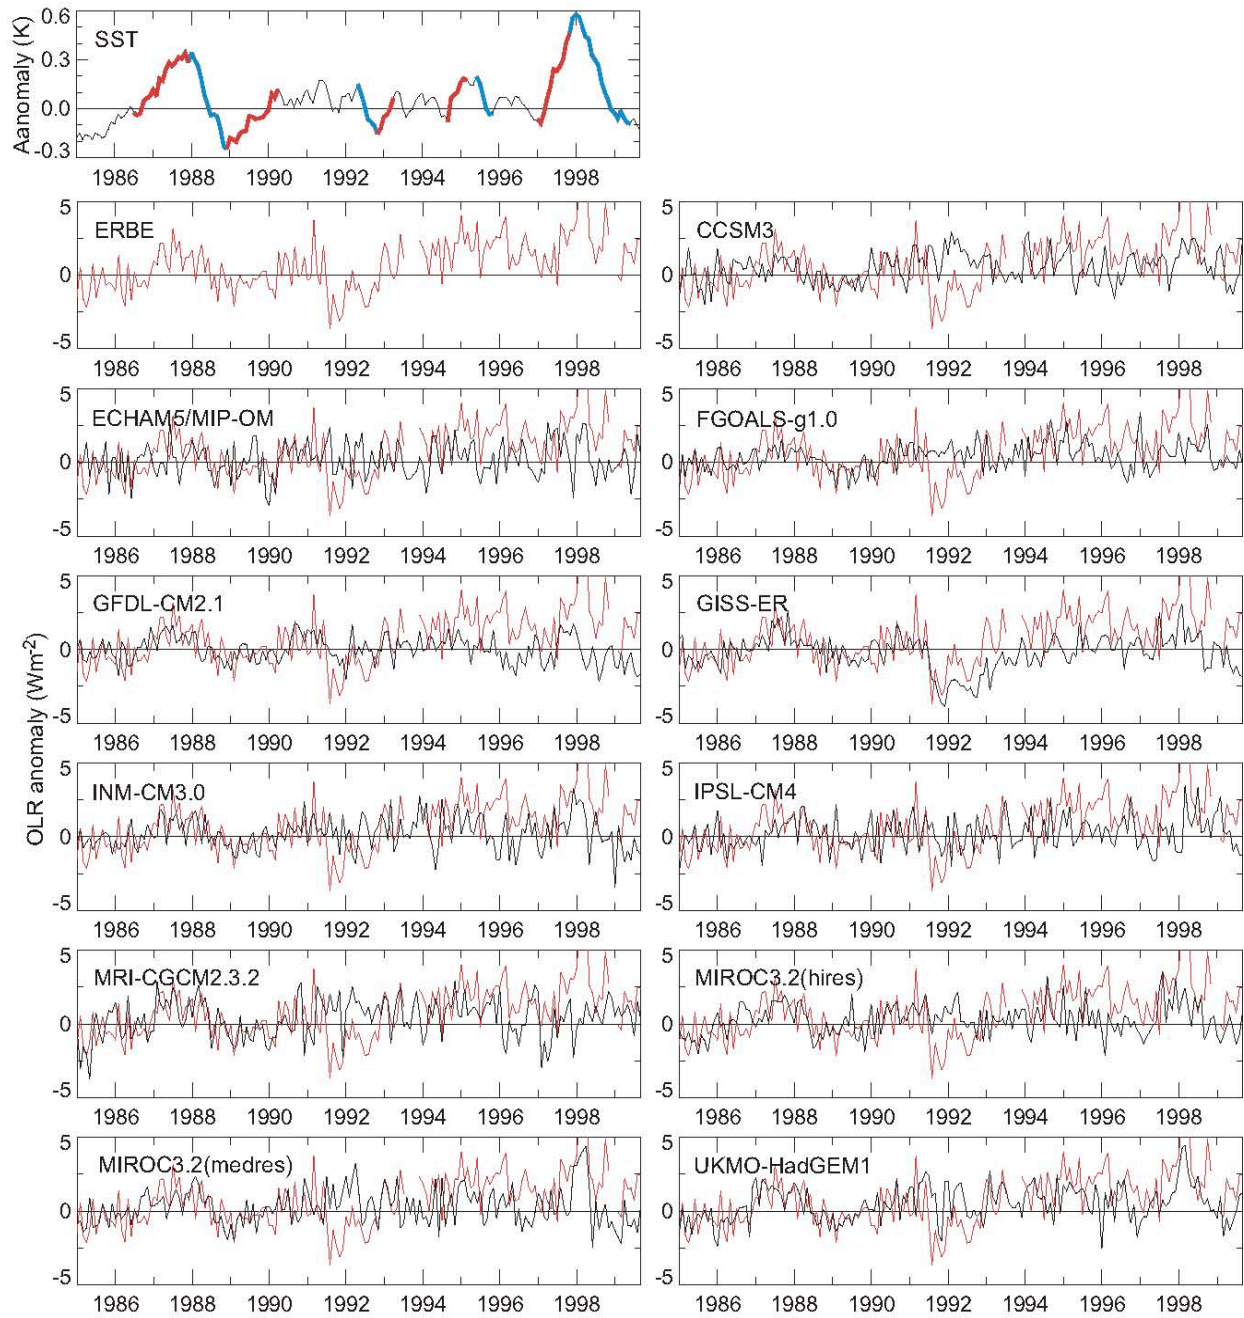 Aanomaly (K)
0.6
0.3
0.0
-0.3
SST
1986 1988 1990 1992 1994 1996 1998
OLR anomaly (Wm-2)
5
0
-5
ERBE
1986 1988 1990 1992 1994 1996 1998
5
0
-5
CCSM3
1986 1988 1990 1992 1994 1996 1998
5
0
-5
ECHAM5/MIP-OM
1986 1988 1990 1992 1994 1996 1998
5
0
-5
FGOALS-g1.0
1986 1988 1990 1992 1994 1996 1998
5
0
-5
GFDL-CM2.1
1986 1988 1990 1992 1994 1996 1998
5
0
-5
GISS-ER
1986 1988 1990 1992 1994 1996 1998
5
0
-5
INM-CM3.0
1986 1988 1990 1992 1994 1996 1998
5
0
-5
IPSL-CM4
1986 1988 1990 1992 1994 1996 1998
5
0
-5
MRI-CGCM2.3.2
1986 1988 1990 1992 1994 1996 1998
5
0
-5
MIROC3.2(hires)
1986 1988 1990 1992 1994 1996 1998
5
0
-5
MIROC3.2(medres)
1986 1988 1990 1992 1994 1996 1998
5
0
-5
UKMO-HadGEM1
1986 1988 1990 1992 1994 1996 1998